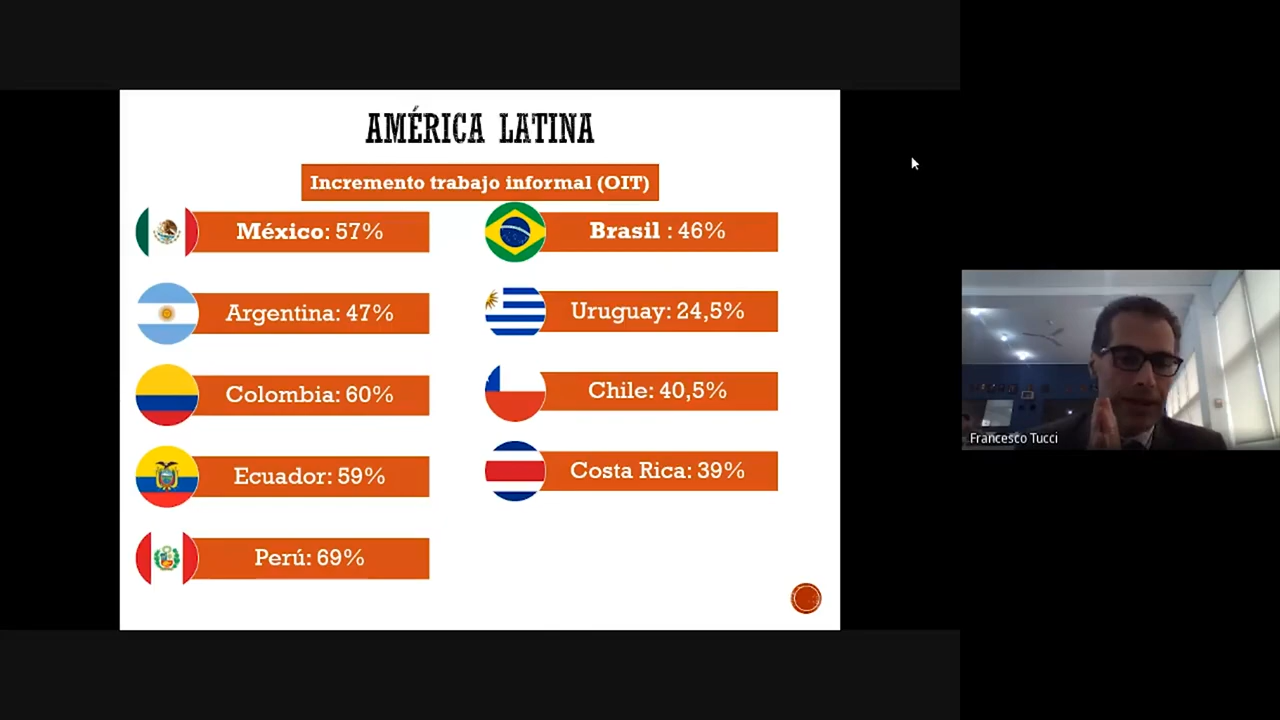 AMÉRICA LATINA
Incremento trabajo informal (OIT)
México: 57%
Argentina: 47%
Colombia: 60%
Ecuador: 59%
Perú: 69%
Brasil : 46%
Uruguay: 24,5%
Chile: 40,5%
Costa Rica: 39%
Francesco Tucci